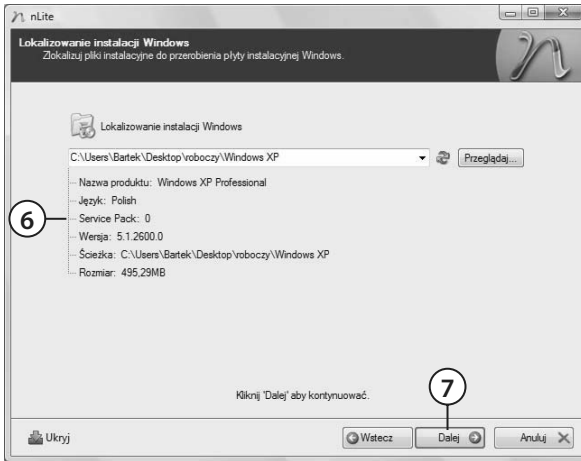 nLite
Lokalizowanie instalacji Windows
Zlokalizuj pliki instalacyjne do przerobienia płyty instalacyjnej Windows.
n
Lokalizowanie instalacji Windows
C:\Users\Bartek\Desktop\roboczy\Windows XP
Przeglądaj...
Nazwa produktu: Windows XP Professional
Język: Polish
6
Service Pack: 0
Wersja: 5.1.2600.0
Ścieżka: C:\Users\Bartek\Desktop\roboczy\Windows XP
Rozmiar: 495,29MB
Kliknij 'Dalej' aby kontynuować.
7
Ukryj
Wstecz
Dalej
Anuluj